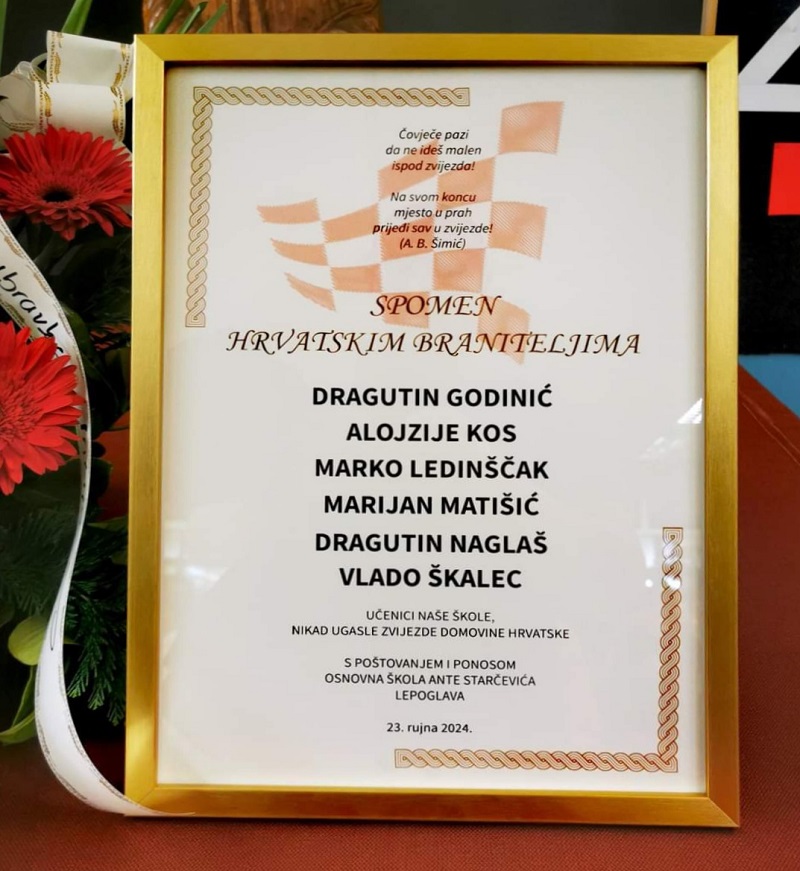 Čovječe pazi
da ne ideš malen
ispod zvijezda!
Na svom koncu
mjesto u prah
prijeđi sav u zvijezde!
(A. B. Šimić)
SPOMEN
HRVATSKIM BRANITELJIMA
DRAGUTIN GODINIĆ
ALOJZIJE KOS
MARKO LEDINŠČAK
MARIJAN MATIŠIĆ
DRAGUTIN NAGLAŠ
VLADO ŠKALEC
UČENICI NAŠE ŠKOLE,
NIKAD UGASLE ZVIJEZDE DOMOVINE HRVATSKE
S POŠTOVANJEM I PONOSOM
OSNOVNA ŠKOLA ANTE STARČEVIĆA
LEPOGLAVA
23. rujna 2024.